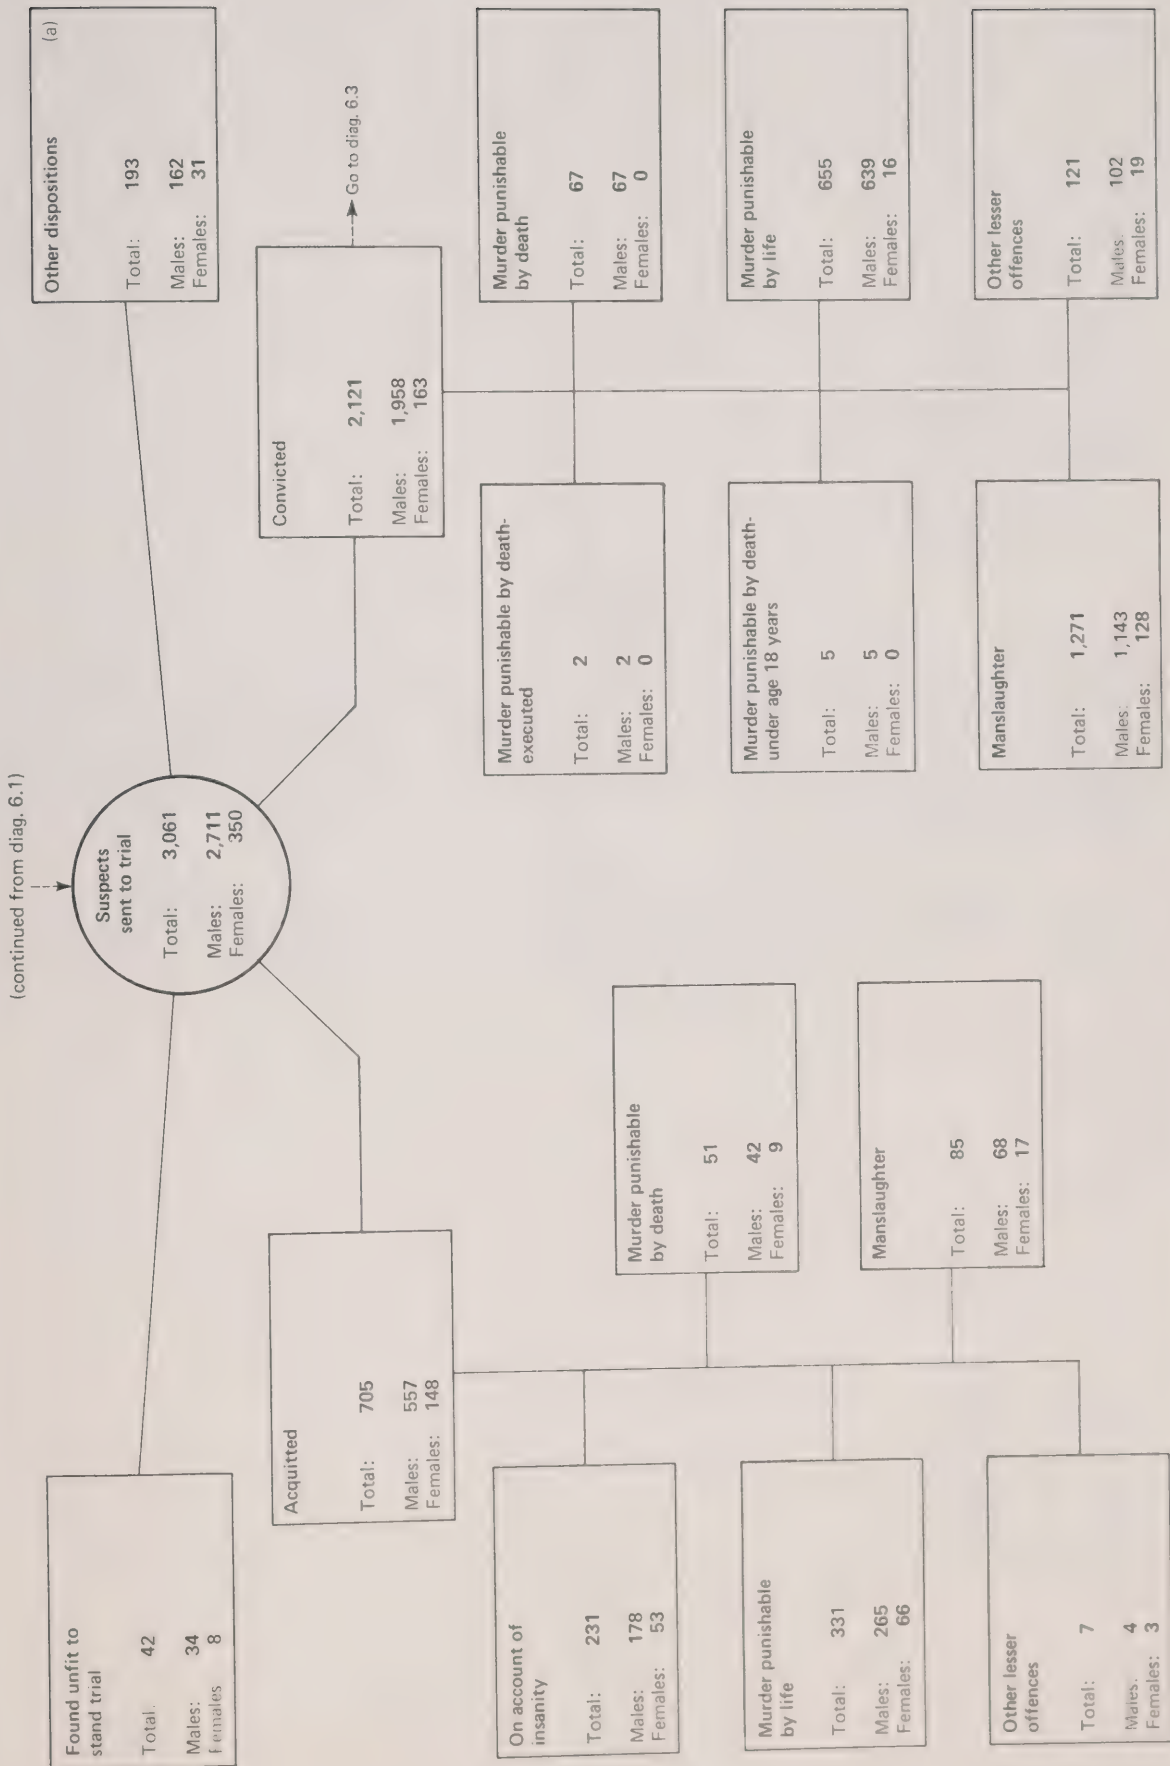 (continued from diag. 6.1)
Suspects
sent to trial
Total: 3,061
Males: 2,711
Females: 350
Found unfit to
stand trial
Total. 42
Males: 34
Females 8
Other dispositions (a)
Total: 193
Males: 162
Females: 31
Acquitted
Total: 705
Males: 557
Females: 148
Convicted
Total: 2,121
Males: 1,958
Females: 163
Go to diag. 6.3
On account of
insanity
Total: 231
Males: 178
Females: 53
Murder punishable
by death
Total: 51
Males: 42
Females: 9
Murder punishable
by life
Total: 331
Males: 265
Females: 66
Manslaughter
Total: 85
Males: 68
Females: 17
Other lesser
offences
Total: 7
Males. 4
Females: 3
Murder punishable by death-
executed
Total: 2
Males: 2
Females: 0
Murder punishable
by death
Total: 67
Males: 67
Females: 0
Murder punishable by death-
under age 18 years
Total: 5
Males: 5
Females: 0
Murder punishable
by life
Total: 655
Males: 639
Females: 16
Manslaughter
Total: 1,271
Males: 1,143
Females: 128
Other lesser
offences
Total: 121
Males. 102
Females: 19